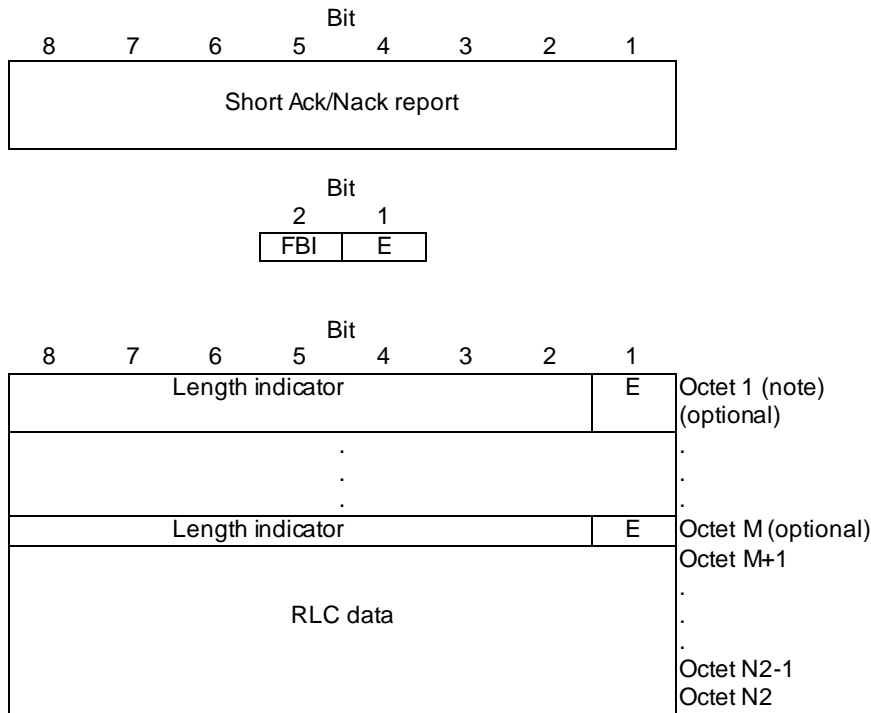 Bit
8 7 6 5 4 3 2 1
Short Ack/Nack report
Bit
2 1
FBI E
Bit
8 7 6 5 4 3 2 1
Length indicator E Octet 1 (note)
(optional)
. .
. .
. .
Length indicator E Octet M (optional)
Octet M+1
.
RLC data .
.
Octet N2-1
Octet N2